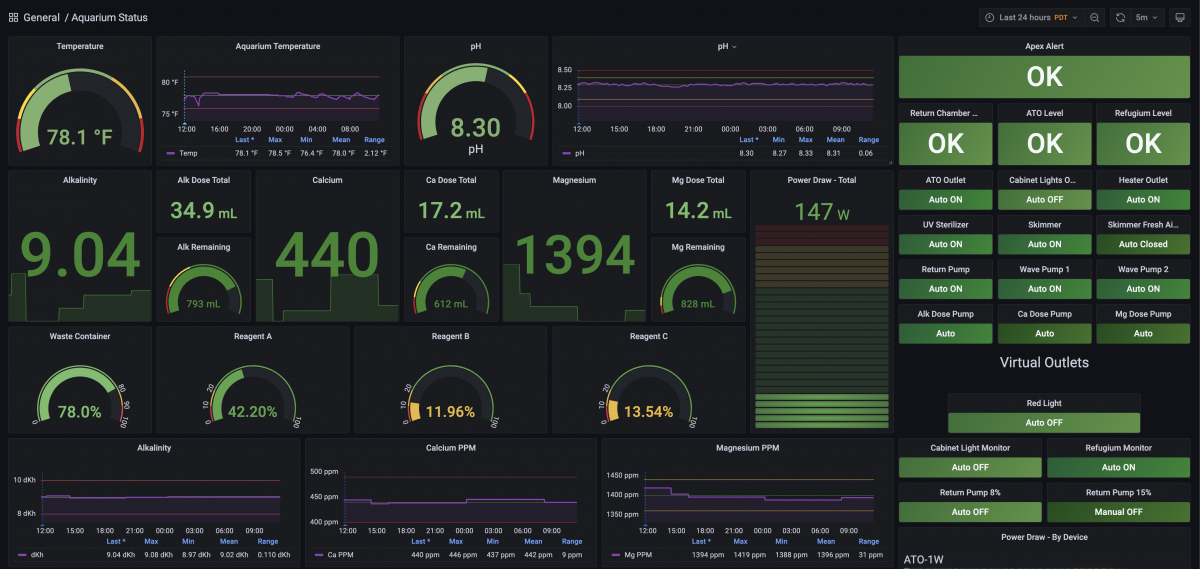 General / Aquarium Status
Last 24 hours PDT
5m
Temperature
78.1 °F
Aquarium Temperature
80 °F
75 °F
12:00 16:00 20:00 00:00 04:00 08:00
Last * Max Min Mean Range
Temp 78.1 °F 78.5 °F 76.4 °F 78.0 °F 2.12 °F
pH
8.30
pH
pH
8.50
8.25
8.00
12:00 15:00 18:00 21:00 00:00 03:00 06:00 09:00
Last * Min Max Mean Range
pH 8.30 8.27 8.33 8.31 0.06
Apex Alert
OK
Return Chamber ... ATO Level Refugium Level
OK OK OK
Alkalinity
9.04
Alk Dose Total
34.9 mL
Alk Remaining
793 mL
Calcium
440
Ca Dose Total
17.2 mL
Ca Remaining
612 mL
Magnesium
1394
Mg Dose Total
14.2 mL
Mg Remaining
828 mL
Power Draw - Total
147 W
ATO Outlet Cabinet Lights O... Heater Outlet
Auto ON Auto OFF Auto ON
UV Sterilizer Skimmer Skimmer Fresh Ai...
Auto ON Auto ON Auto Closed
Return Pump Wave Pump 1 Wave Pump 2
Auto ON Auto ON Auto ON
Alk Dose Pump Ca Dose Pump Mg Dose Pump
Auto Auto Auto
Waste Container
0 80 90 100
78.0%
Reagent A
0 10 20 100
42.20%
Reagent B
0 10 20 100
11.96%
Reagent C
0 10 20 100
13.54%
Virtual Outlets
Red Light
Auto OFF
Cabinet Light Monitor Refugium Monitor
Auto OFF Auto ON
Return Pump 8% Return Pump 15%
Auto OFF Manual OFF
Alkalinity
10 dKh
8 dKh
12:00 15:00 18:00 21:00 00:00 03:00 06:00 09:00
Last * Max Min Mean Range
dKh 9.04 dKh 9.08 dKh 8.97 dKh 9.02 dKh 0.110 dKh
Calcium PPM
500 ppm
450 ppm
400 ppm
12:00 15:00 18:00 21:00 00:00 03:00 06:00 09:00
Last * Max Min Mean Range
Ca PPM 440 ppm 446 ppm 437 ppm 442 ppm 9 ppm
Magnesium PPM
1450 ppm
1400 ppm
1350 ppm
12:00 15:00 18:00 21:00 00:00 03:00 06:00 09:00
Last * Max Min Mean Range
Mg PPM 1394 ppm 1419 ppm 1388 ppm 1396 ppm 31 ppm
Power Draw - By Device
ATO-1W